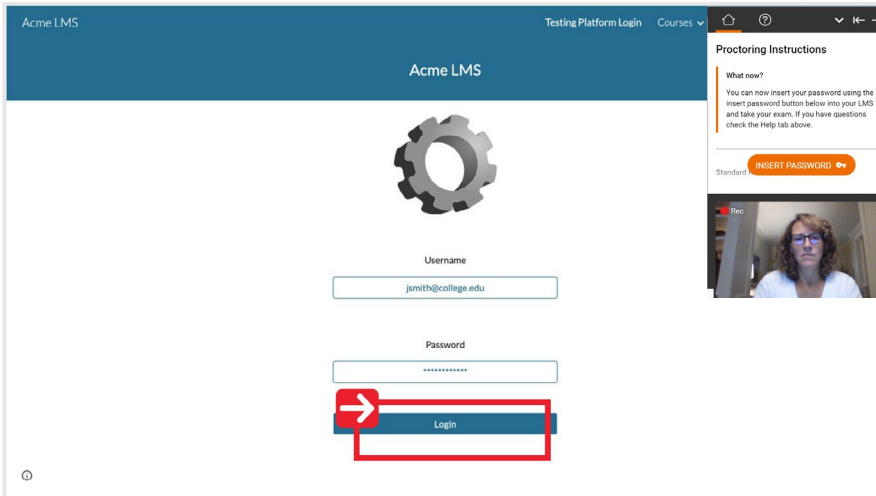 Acme LMS
Testing Platform Login Courses
Acme LMS
Username
jsmith@college.edu
Password
************
Login
Proctoring Instructions
What now?
You can now insert your password using the
insert password button below into your LMS
and take your exam. If you have questions
check the Help tab above.
INSERT PASSWORD
Standard
Rec